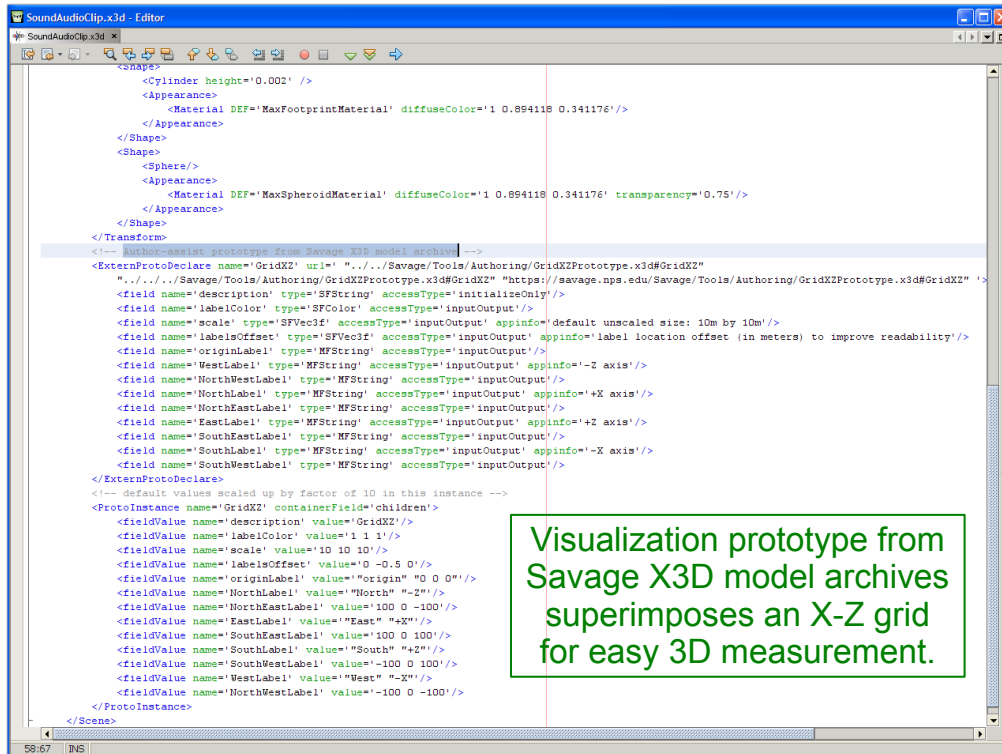 SoundAudioClip.x3d - Editor
SoundAudioClip.x3d
<Shape>
<Cylinder height='0.002' />
<Appearance>
<Material DEF='MaxFootprintMaterial' diffuseColor='1 0.894118 0.341176'/>
</Appearance>
</Shape>
<Shape>
<Sphere/>
<Appearance>
<Material DEF='MaxSpheroidMaterial' diffuseColor='1 0.894118 0.341176' transparency='0.75'/>
</Appearance>
</Shape>
</Transform>
<!-- Author-assist prototype from Savage X3D model archive -->
<ExternProtoDeclare name='GridXZ' url=' "../../Savage/Tools/Authoring/GridXZPrototype.x3d#GridXZ"
"../../../Savage/Tools/Authoring/GridXZPrototype.x3d#GridXZ" "https://savage.nps.edu/Savage/Tools/Authoring/GridXZPrototype.x3d#GridXZ" '>
<field name='description' type='SFString' accessType='initializeOnly'/>
<field name='labelColor' type='SFColor' accessType='inputOutput'/>
<field name='scale' type='SFVec3f' accessType='inputOutput' appinfo='default unscaled size: 10m by 10m'/>
<field name='labelsOffset' type='SFVec3f' accessType='inputOutput' appinfo='label location offset (in meters) to improve readability'/>
<field name='originLabel' type='MFString' accessType='inputOutput'/>
<field name='WestLabel' type='MFString' accessType='inputOutput' appinfo='-Z axis'/>
<field name='NorthWestLabel' type='MFString' accessType='inputOutput'/>
<field name='NorthLabel' type='MFString' accessType='inputOutput' appinfo='+X axis'/>
<field name='NorthEastLabel' type='MFString' accessType='inputOutput'/>
<field name='EastLabel' type='MFString' accessType='inputOutput' appinfo='+Z axis'/>
<field name='SouthEastLabel' type='MFString' accessType='inputOutput'/>
<field name='SouthLabel' type='MFString' accessType='inputOutput' appinfo='-X axis'/>
<field name='SouthWestLabel' type='MFString' accessType='inputOutput'/>
</ExternProtoDeclare>
<!-- default values scaled up by factor of 10 in this instance -->
<ProtoInstance name='GridXZ' containerField='children'>
<fieldValue name='description' value='GridXZ'/>
<fieldValue name='labelColor' value='1 1 1'/>
<fieldValue name='scale' value='10 10 10'/>
<fieldValue name='labelsOffset' value='0 -0.5 0'/>
<fieldValue name='originLabel' value='"origin" "0 0 0"'/>
<fieldValue name='NorthLabel' value='"North" "-Z"'/>
<fieldValue name='NorthEastLabel' value='100 0 -100'/>
<fieldValue name='EastLabel' value='"East" "+X"'/>
<fieldValue name='SouthEastLabel' value='100 0 100'/>
<fieldValue name='SouthLabel' value='"South" "+Z"'/>
<fieldValue name='SouthWestLabel' value='-100 0 100'/>
<fieldValue name='WestLabel' value='"West" "-X"'/>
<fieldValue name='NorthWestLabel' value='-100 0 -100'/>
</ProtoInstance>
</Scene>
Visualization prototype from
Savage X3D model archives
superimposes an X-Z grid
for easy 3D measurement.
58:67 INS